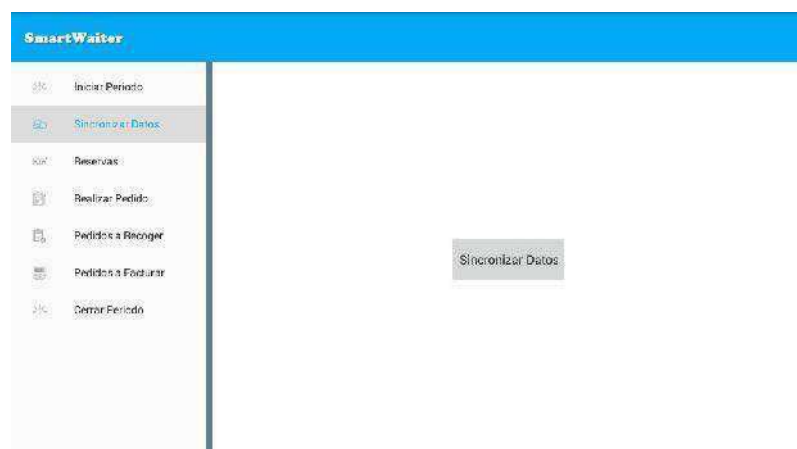 SmartWaiter
Iniciar Periodo
Sincronizar Datos
Reservas
Realizar Pedido
Pedidos a Recoger
Pedidos a Facturar
Cerrar Periodo
Sincronizar Datos